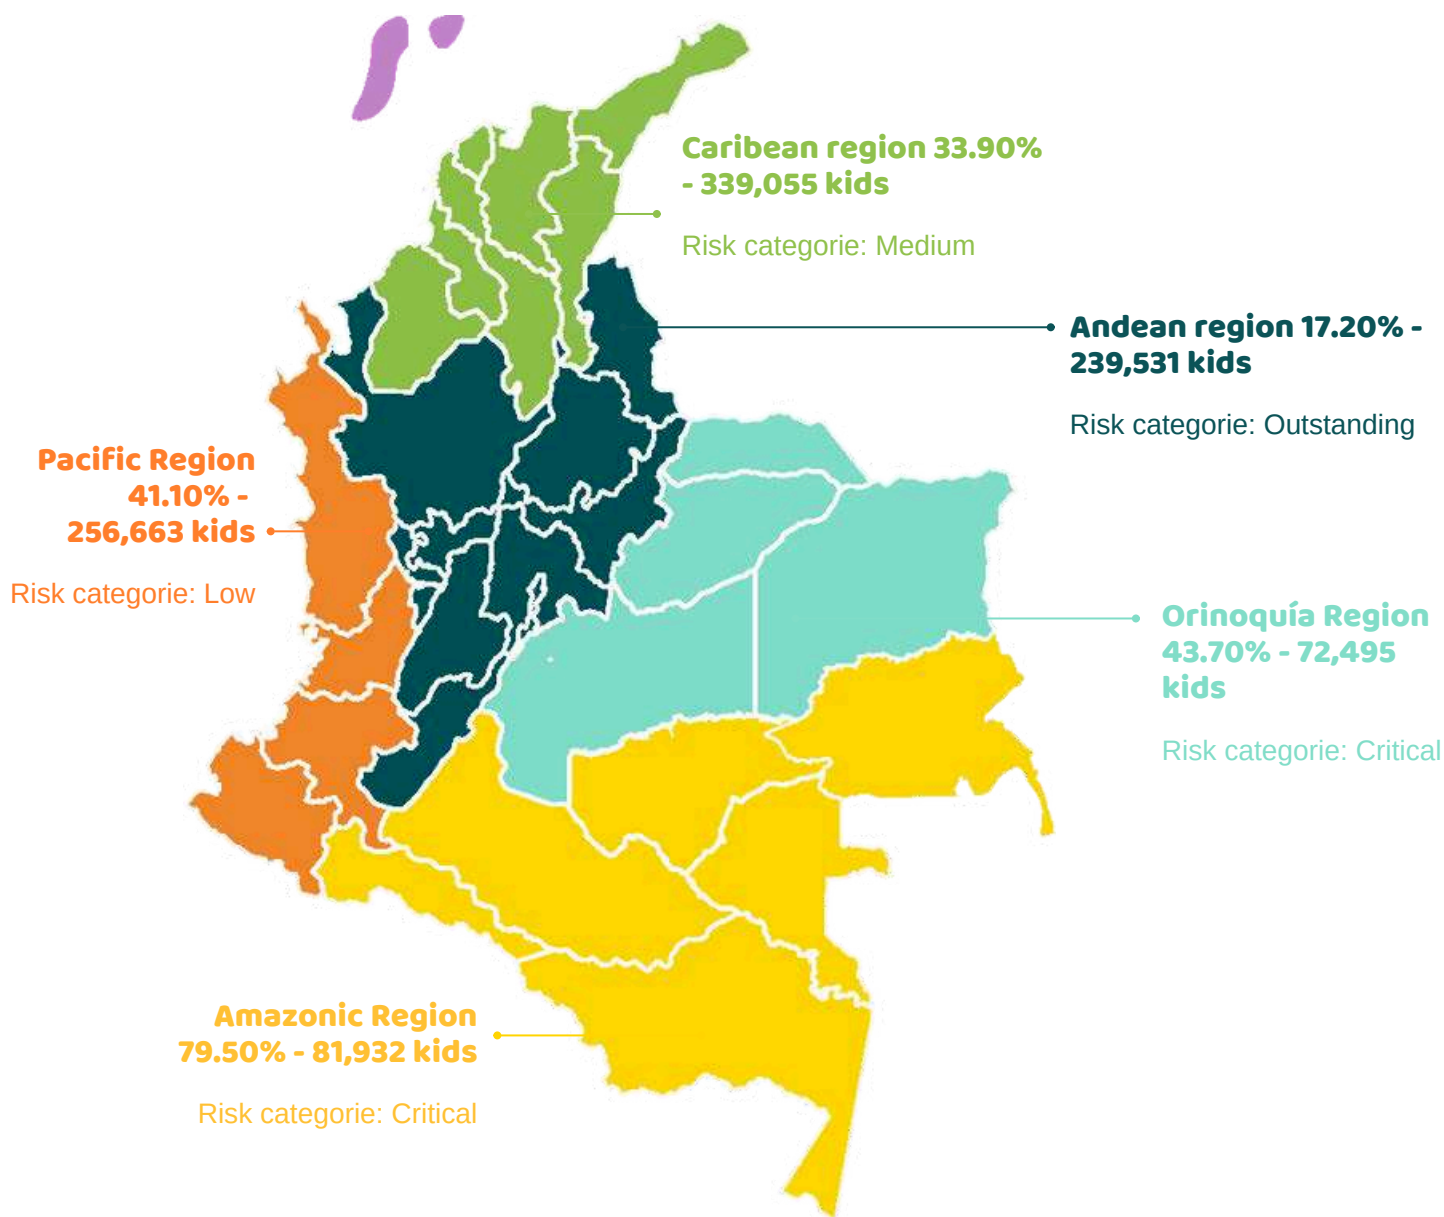 Caribean region 33.90%
- 339,055 kids
Risk categorie: Medium
Andean region 17.20% -
239,531 kids
Risk categorie: Outstanding
Pacific Region
41.10% -
256,663 kids
Risk categorie: Low
Orinoquía Region
43.70% - 72,495
kids
Risk categorie: Critical
Amazonic Region
79.50% - 81,932 kids
Risk categorie: Critical